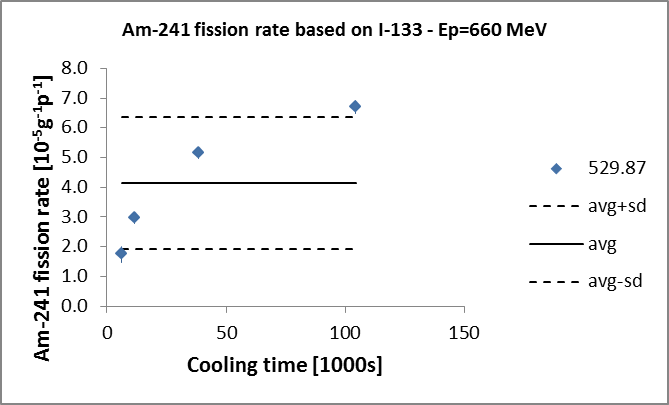 Am-241 fission rate based on I-133 - Ep=660 MeV
Am-241 fission rate [10⁻⁵g⁻¹p⁻¹]
8.0
7.0
6.0
5.0
4.0
3.0
2.0
1.0
0.0
0 50 100 150
Cooling time [1000s]
529.87
avg+sd
avg
avg-sd